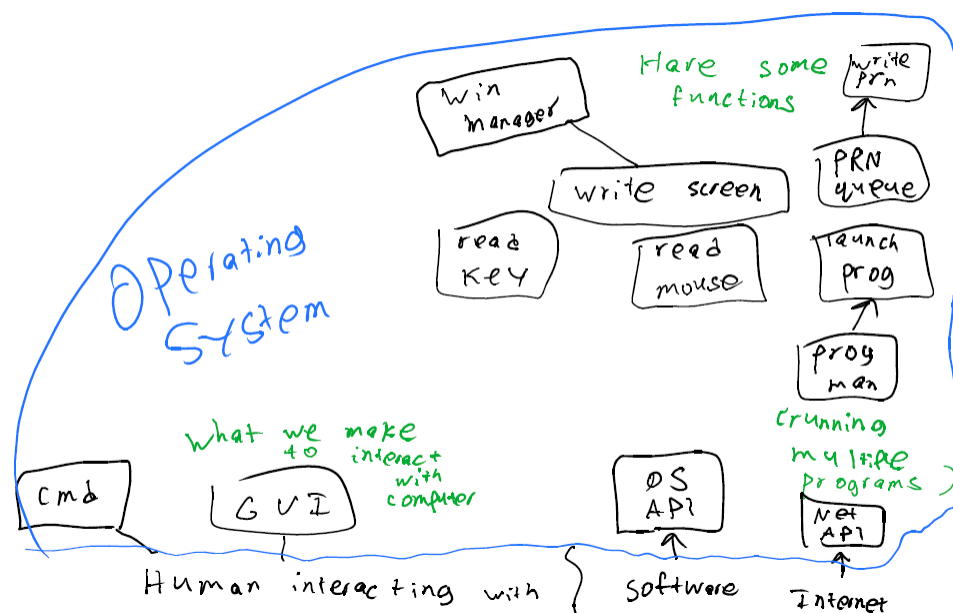 Have some
functions
write
prn
Win
manager
PRN
queue
write screen
read
key
read
mouse
launch
prog
Operating
System
prog
man
(running
multiple
programs)
What we make
to interact
with
computer
cmd
GUI
OS
API
Net
API
Human interacting with
software
Internet